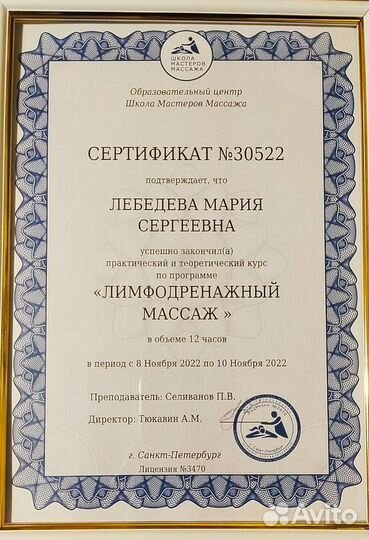 ШКОЛА
МАСТЕРОВ
МАССАЖА
Образовательный центр
Школа Мастеров Массажа
СЕРТИФИКАТ №30522
подтверждает, что
ЛЕБЕДЕВА МАРИЯ
СЕРГЕЕВНА
успешно закончил(а)
практический и теоретический курс
по программе
«ЛИМФОДРЕНАЖНЫЙ
МАССАЖ »
в объеме 12 часов
в период с 8 Ноября 2022 по 10 Ноября 2022
Преподаватель: Селиванов П.В.
Директор: Тюкавин А.М.
г. Санкт-Петербург
Лицензия №3470
Avito